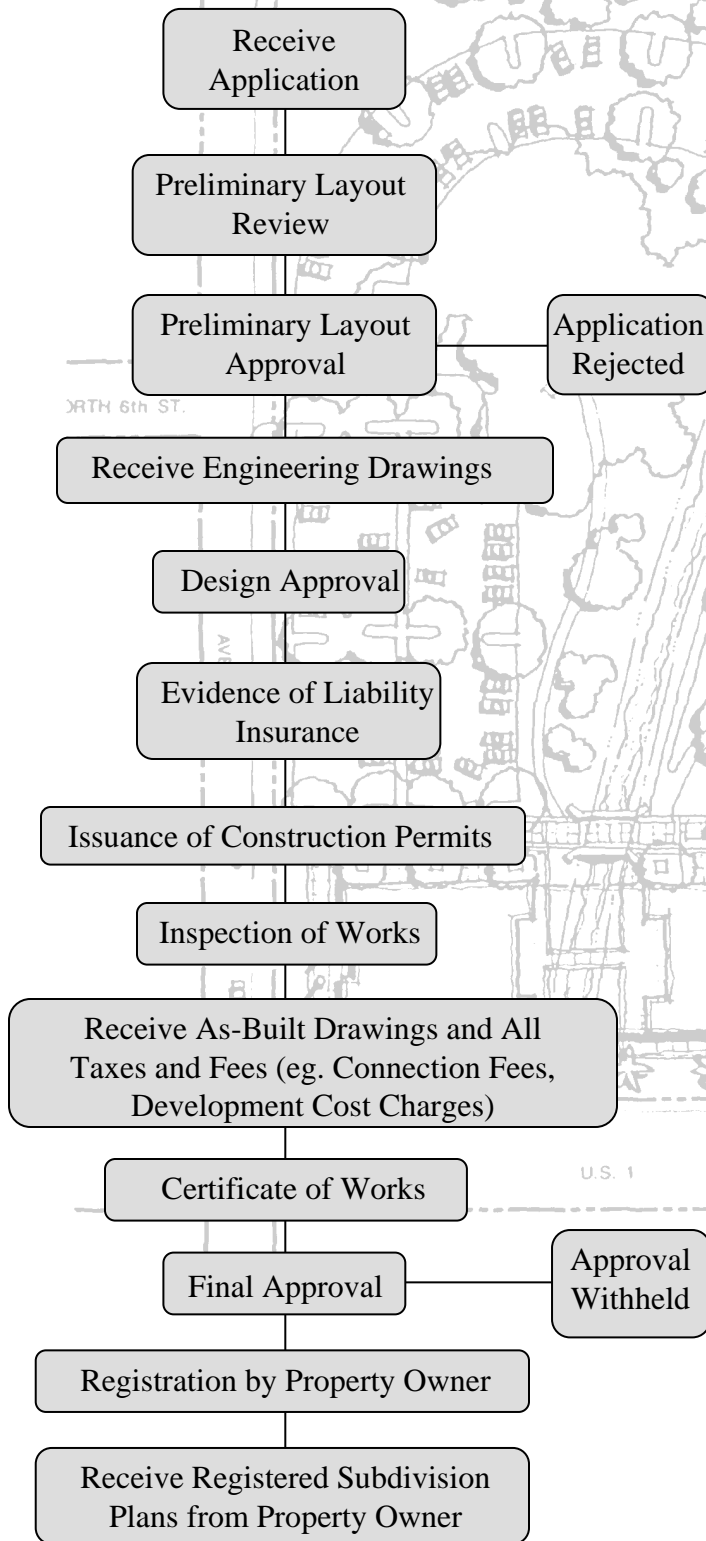 Receive
Application
Preliminary Layout
Review
Preliminary Layout
Approval
Application
Rejected
RTH 6th ST.
Receive Engineering Drawings
Design Approval
AVE
Evidence of Liability
Insurance
Issuance of Construction Permits
Inspection of Works
Receive As-Built Drawings and All
Taxes and Fees (eg. Connection Fees,
Development Cost Charges)
Certificate of Works
U.S. 1
Final Approval
Approval
Withheld
Registration by Property Owner
Receive Registered Subdivision
Plans from Property Owner